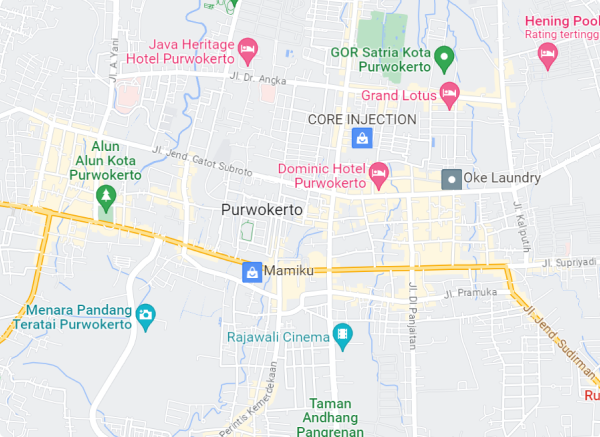 Hening Pool
Rating tertingg
Java Heritage
Hotel Purwokerto
GOR Satria Kota
Purwokerto
Jl. A. Yani
Jl. Dr. Angka
Grand Lotus
CORE INJECTION
Alun
Alun Kota
Purwokerto
Jl. Jend. Gatot Subroto
Dominic Hotel
Purwokerto
Oke Laundry
Purwokerto
Jl. Kaliputih
Mamiku
Jl. Supriyadi
Jl. Pramuka
Jl. DI Panjaitan
Jl. Jend. Sudirman
Menara Pandang
Teratai Purwokerto
Rajawali Cinema
Perintis Kemerdekaan
Taman
Andhang
Pangrenan
Ru